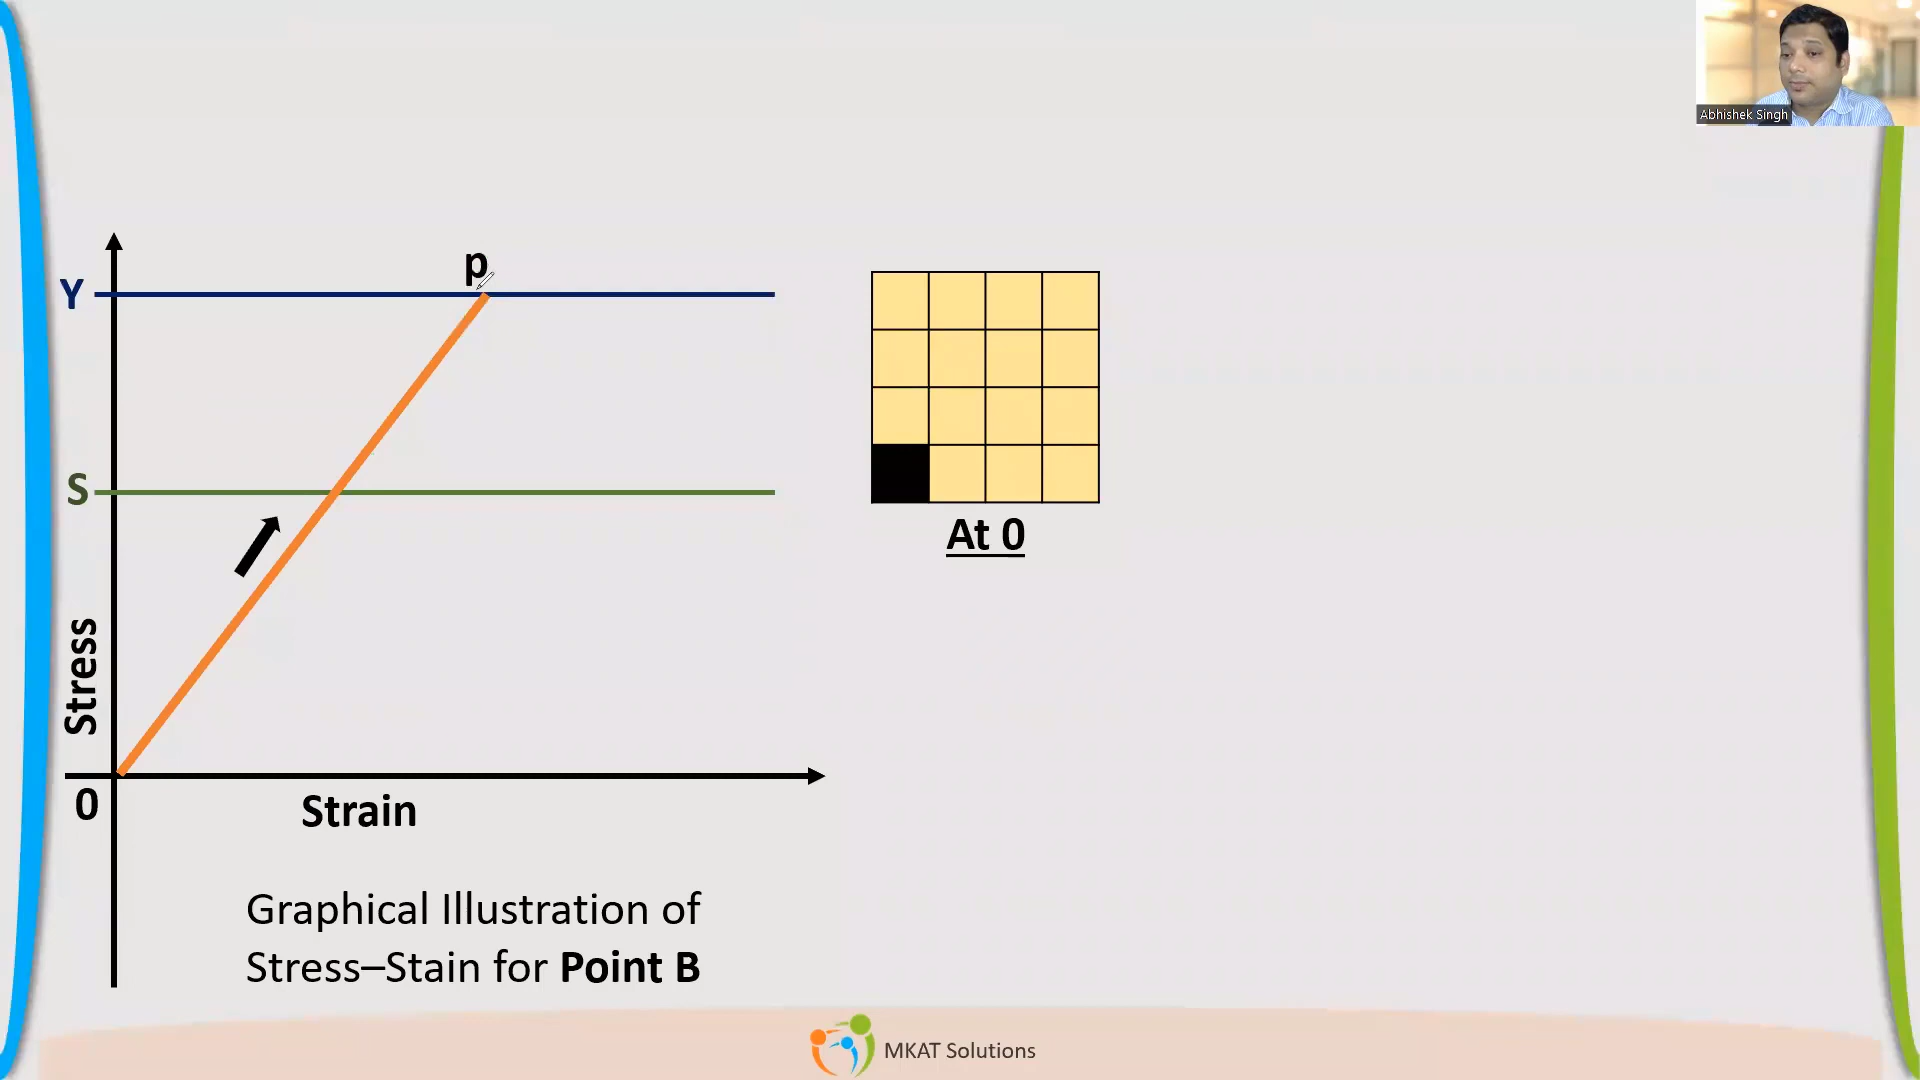 Abhishek Singh
p
Y
S
Stress
0
Strain
At 0
Graphical Illustration of
Stress–Stain for Point B
MKAT Solutions